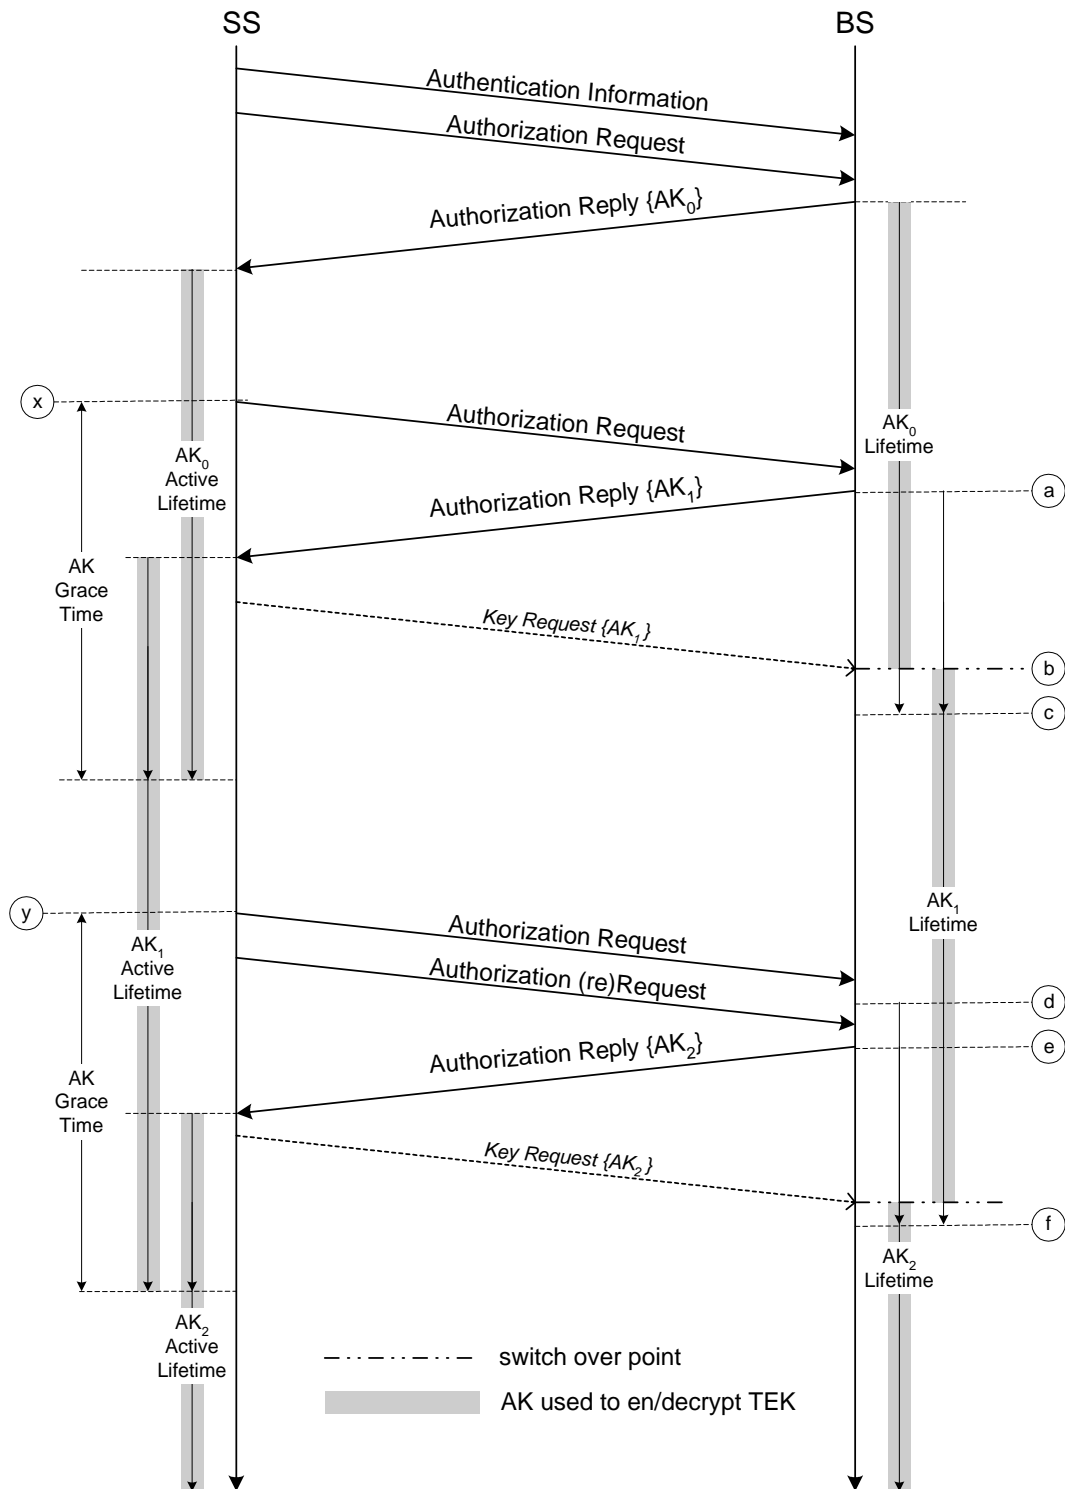 SS
BS
Authentication Information
Authorization Request
Authorization Reply {AK0}
x
Authorization Request
AK0
Lifetime
AK0
Active
Lifetime
Authorization Reply {AK1}
a
AK
Grace
Time
Key Request {AK1}
b
c
y
Authorization Request
AK1
Lifetime
AK1
Active
Lifetime
Authorization (re)Request
d
Authorization Reply {AK2}
e
AK
Grace
Time
Key Request {AK2}
f
AK2
Lifetime
AK2
Active
Lifetime
switch over point
AK used to en/decrypt TEK